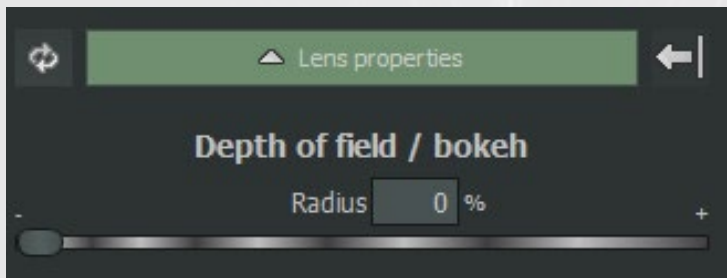 Lens properties
Depth of field / bokeh
Radius 0 %
- +